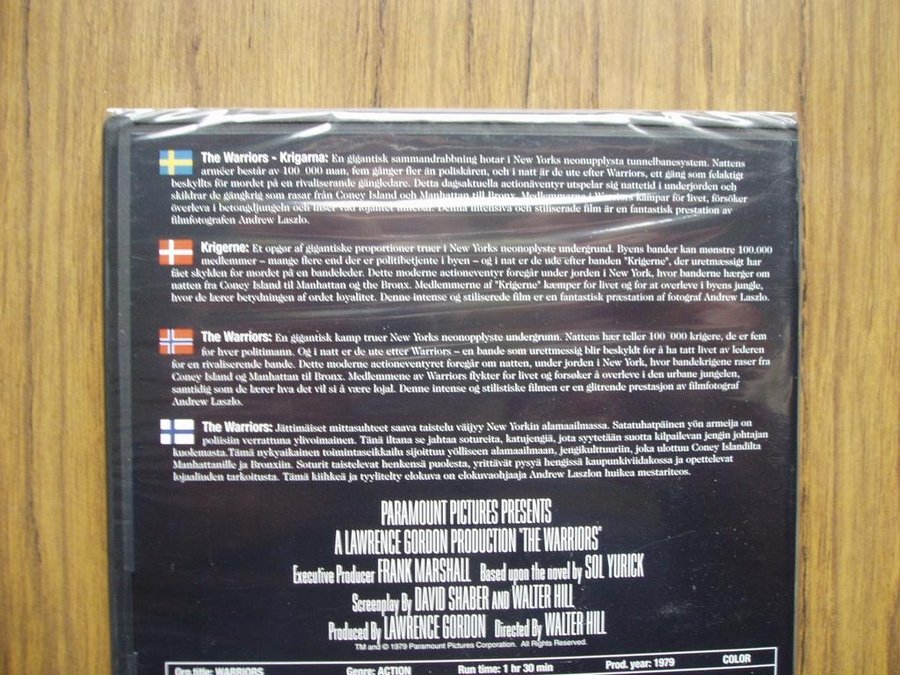 The Warriors - Krigarna: En gigantisk sammandrabbning hotar i New Yorks neonupplysta tunnelbanesystem. Nattens
arméer består av 100 000 man, fem gånger fler än poliskåren, och i natt är de ute efter Warriors, ett gäng som felaktigt
beskyllts för mordet på en rivaliserande gängledare. Detta dagsaktuella actionäventyr utspelar sig nattetid i underjorden och
skildrar de gängkrig som rasar från Coney Island och Manhattan till Bronx. Medlemmarna i Warriors kämpar för livet, försöker
överleva i betongdjungeln och inser vad lojalitet innebär. Denna intensiva och stiliserade film är en fantastisk prestation av
filmfotografen Andrew Laszlo.
Krigerne: Et opgør af gigantiske proportioner truer i New Yorks neonoplyste undergrund. Byens bander kan mønstre 100.000
medlemmer – mange flere end der er politibetjente i byen – og i nat er de ude efter banden "Krigerne", der uretmæssigt har
fået skylden for mordet på en bandeleder. Dette moderne actioneventyr foregår under jorden i New York, hvor banderne hærger om
natten fra Coney Island til Manhattan og the Bronx. Medlemmerne af "Krigerne" kæmper for livet og for at overleve i byens jungle,
hvor de lærer betydningen af ordet loyalitet. Denne intense og stiliserede film er en fantastisk præstation af fotograf Andrew Laszlo.
The Warriors: En gigantisk kamp truer New Yorks neonopplyste undergrunn. Nattens hær teller 100 000 krigere, de er fem
for hver politimann. Og i natt er de ute etter Warriors – en bande som urettmessig blir beskyldt for å ha tatt livet av lederen
for en rivaliserende bande. Dette moderne actioneventyret foregår om natten, under jorden i New York, hvor bandekrigene raser fra
Coney Island og Manhattan til Bronx. Medlemmene av Warriors flykter for livet og forsøker å overleve i den urbane jungelen,
samtidig som de lærer hva det vil si å være lojal. Denne intense og stilistiske filmen er en glitrende prestasjon av filmfotograf
Andrew Laszlo.
The Warriors: Jättimäiset mittasuhteet saava taistelu väijyy New Yorkin alamaailmassa. Satatuhatpäinen yön armeija on
poliisiin verrattuna ylivoimainen. Tänä iltana se jahtaa sotureita, katujengiä, jota syytetään suotta kilpailevan jengin johtajan
kuolemasta.Tämä nykyaikainen toimintaseikkailu sijoittuu yölliseen alamaailmaan, jengikulttuuriin, joka ulottuu Coney Islandilta
Manhattanille ja Bronxiin. Soturit taistelevat henkensä puolesta, yrittävät pysyä hengissä kaupunkiviidakossa ja opettelevat
lojaaliuden tarkoitusta. Tämä kiihkeä ja tyylitelty elokuva on elokuvaohjaaja Andrew Laszlon huikea mestariteos.
PARAMOUNT PICTURES PRESENTS
A LAWRENCE GORDON PRODUCTION "THE WARRIORS"
Executive Producer FRANK MARSHALL Based upon the novel by SOL YURICK
Screenplay By DAVID SHABER AND WALTER HILL
Produced By LAWRENCE GORDON Directed By WALTER HILL
TM and © 1979 Paramount Pictures Corporation. All Rights Reserved.
Org title: WARRIORS Genre: ACTION Run time: 1 hr 30 min Prod. year: 1979 COLOR